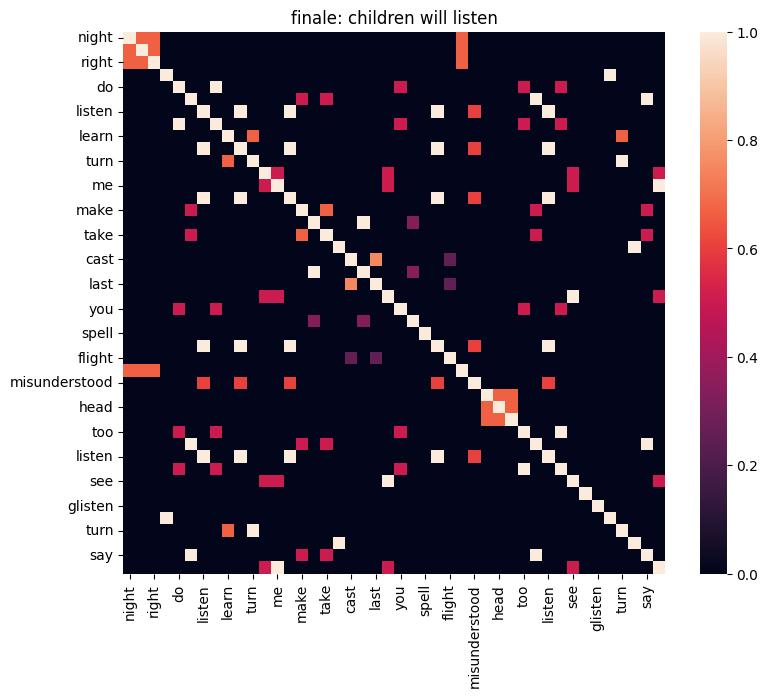 finale: children will listen
night
right
do
listen
learn
turn
me
make
take
cast
last
you
spell
flight
misunderstood
head
too
listen
see
glisten
turn
say
1.0
0.8
0.6
0.4
0.2
0.0
night
right
do
listen
learn
turn
me
make
take
cast
last
you
spell
flight
misunderstood
head
too
listen
see
glisten
turn
say